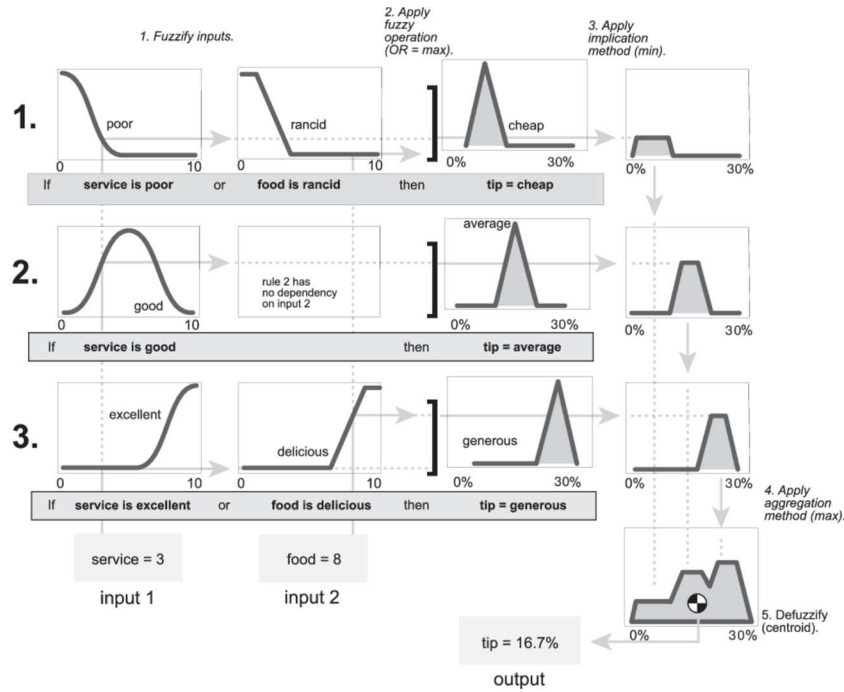 1. Fuzzify inputs.
2. Apply
fuzzy
operation
(OR = max).
3. Apply
implication
method (min).
1.
poor
0
10
rancid
0
10
cheap
0%
30%
0%
30%
If service is poor or food is rancid then tip = cheap
2.
good
0
10
rule 2 has
no dependency
on input 2
average
0%
30%
0%
30%
If service is good then tip = average
3.
excellent
0
10
delicious
0
10
generous
0%
30%
0%
30%
If service is excellent or food is delicious then tip = generous
4. Apply
aggregation
method (max).
service = 3
input 1
food = 8
input 2
0%
30%
5. Defuzzify
(centroid).
tip = 16.7%
output